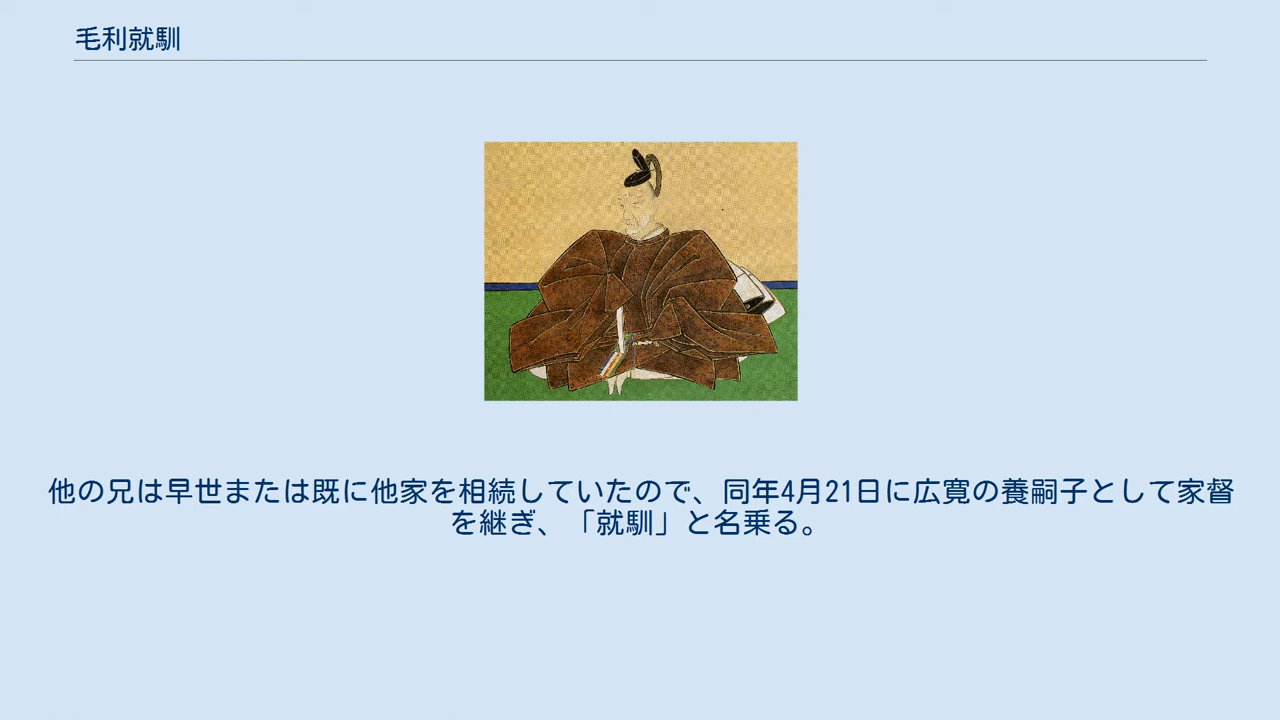 毛利就馴
他の兄は早世または既に他家を相続していたので、同年4月21日に広寛の養嗣子として家督
を継ぎ、「就馴」と名乗る。